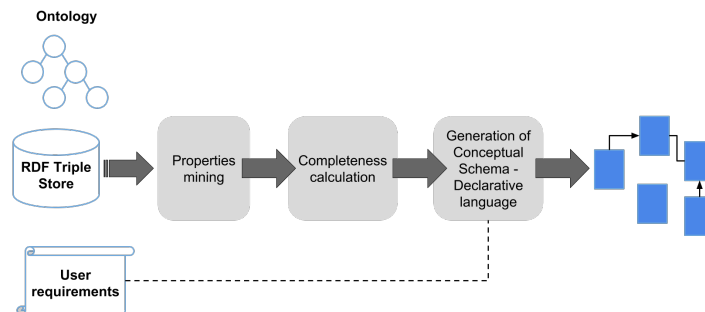 Ontology
RDF Triple
Store
Properties
mining
Completeness
calculation
Generation of
Conceptual
Schema -
Declarative
language
User
requirements